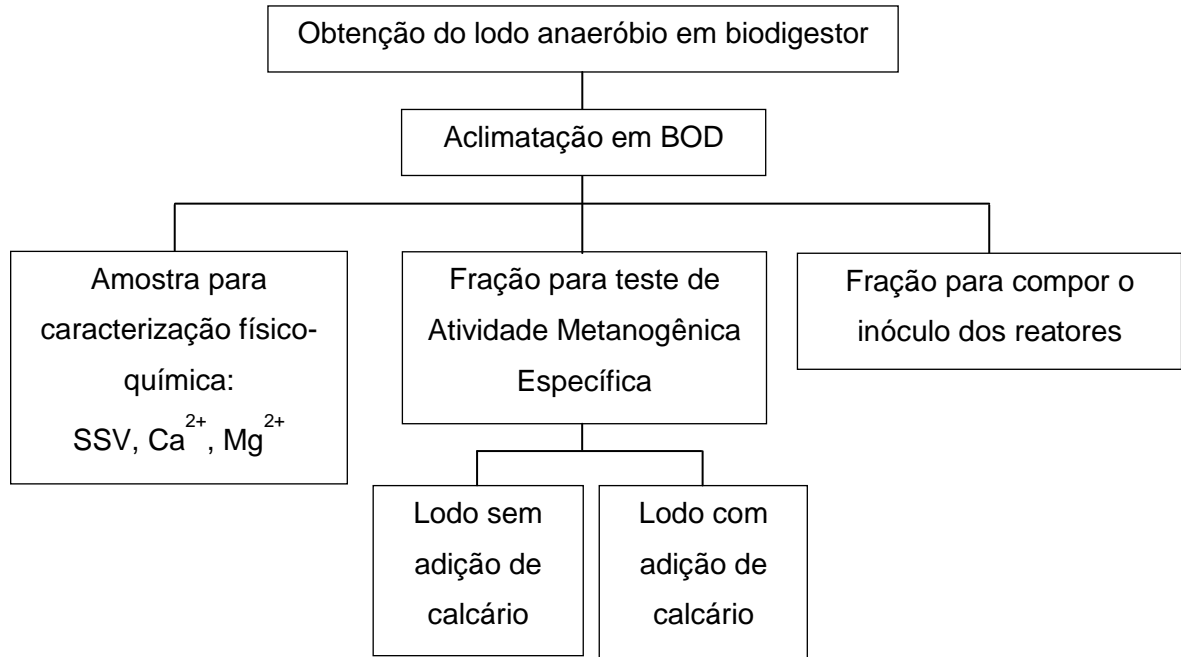 Obtenção do lodo anaeróbio em biodigestor
Aclimatação em BOD
Amostra para
caracterização físico-
química:
SSV, Ca²⁺, Mg²⁺
Fração para teste de
Atividade Metanogênica
Específica
Fração para compor o
inóculo dos reatores
Lodo sem
adição de
calcário
Lodo com
adição de
calcário